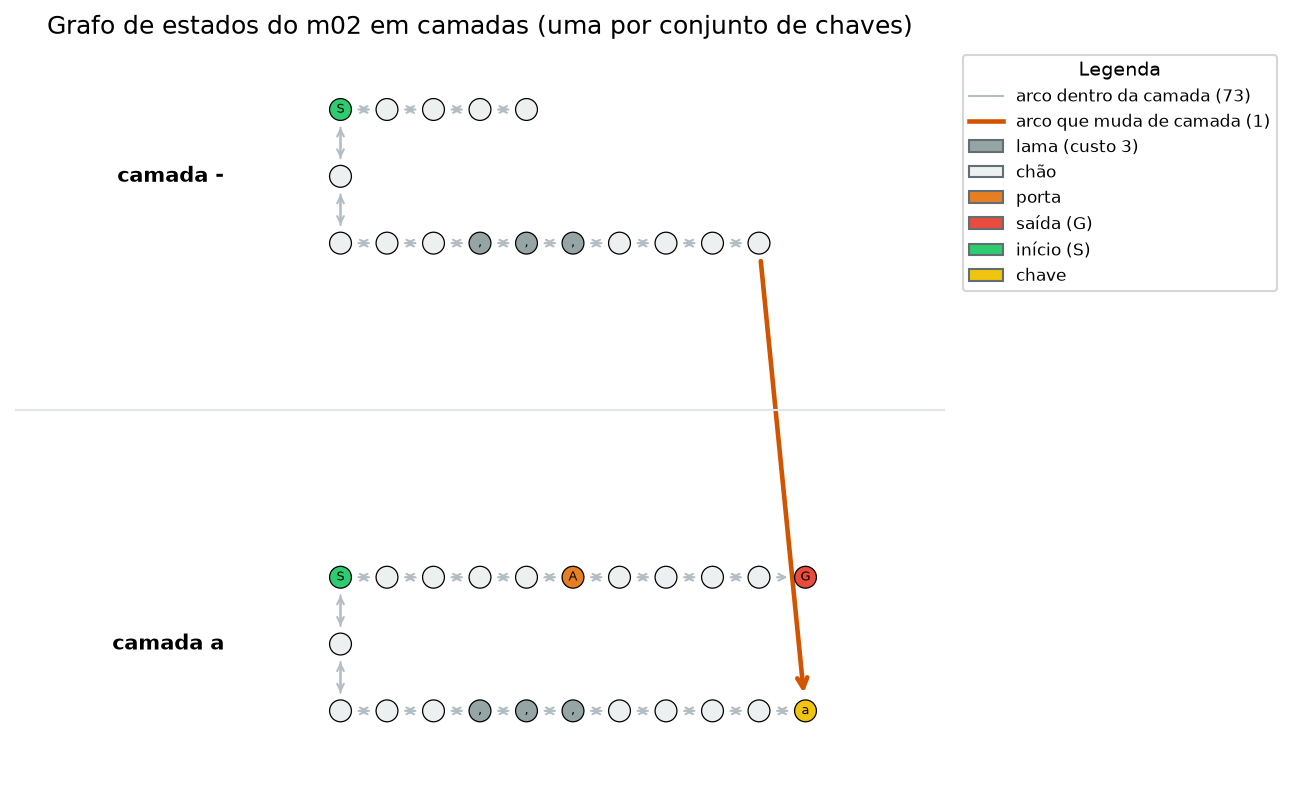 Grafo de estados do m02 em camadas (uma por conjunto de chaves)
Legenda
arco dentro da camada (73)
arco que muda de camada (1)
lama (custo 3)
chão
porta
saída (G)
início (S)
chave
S
camada -
, , ,
S A G
camada a
, , , a